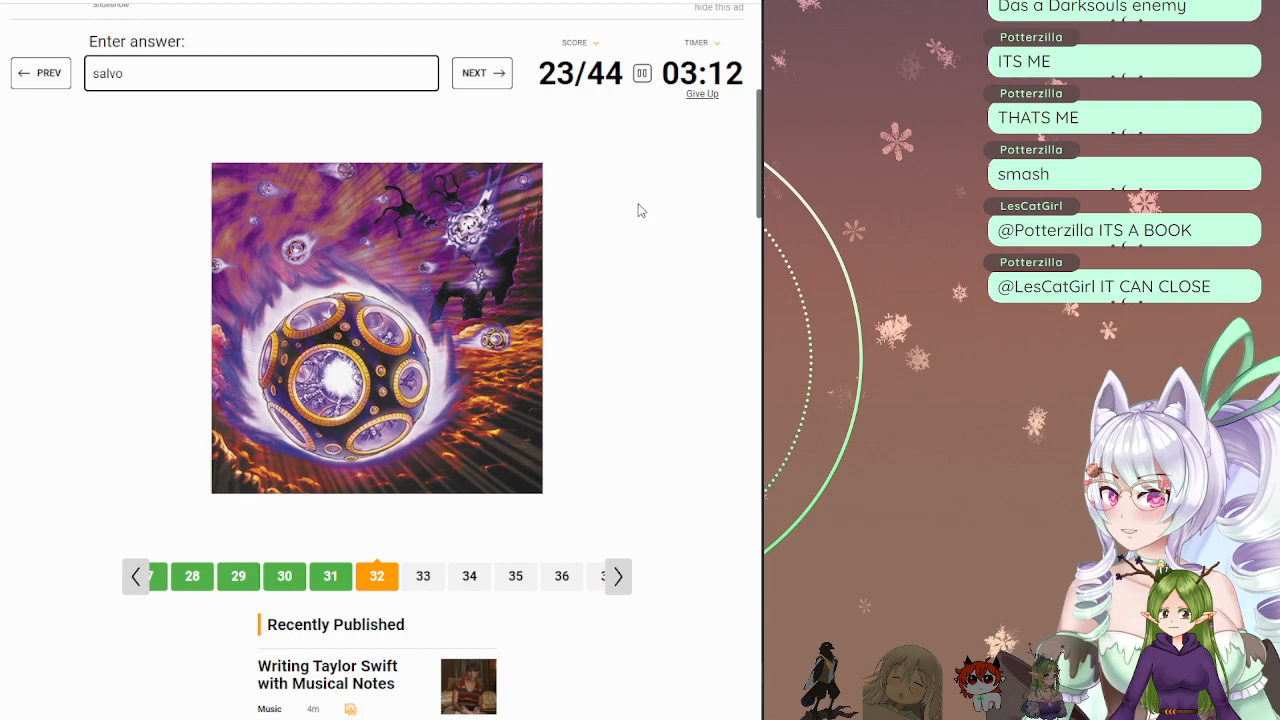 Slideshow
hide this ad
Enter answer:
← PREV
salvo
NEXT →
SCORE
23/44
TIMER
03:12
Give Up
28
29
30
31
32
33
34
35
36
Recently Published
Writing Taylor Swift
with Musical Notes
Music
4m
Das a Darksouls enemy
Potterzilla
ITS ME
Potterzilla
THATS ME
Potterzilla
smash
LesCatGirl
@Potterzilla ITS A BOOK
Potterzilla
@LesCatGirl IT CAN CLOSE